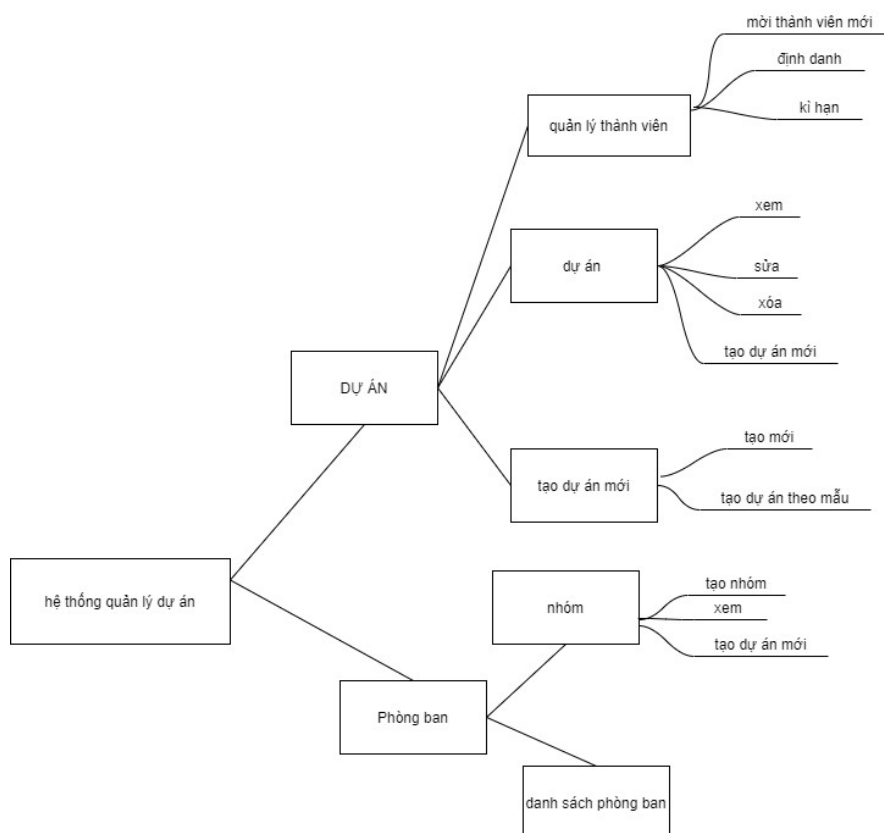 mời thành viên mới
định danh
kì hạn
quản lý thành viên
xem
sửa
xóa
tạo dự án mới
dự án
DỰ ÁN
tạo mới
tạo dự án theo mẫu
tạo dự án mới
hệ thống quản lý dự án
tạo nhóm
xem
tạo dự án mới
nhóm
Phòng ban
danh sách phòng ban